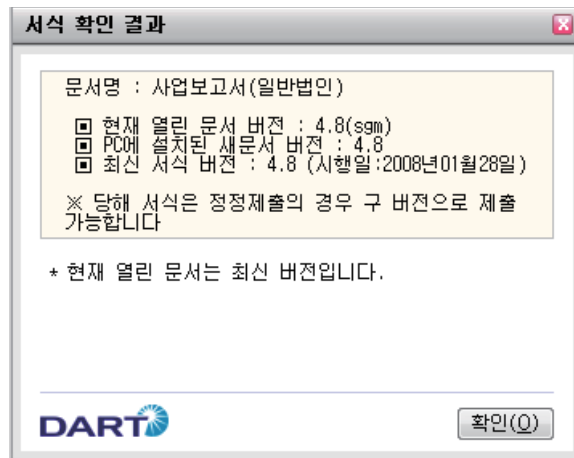 서식 확인 결과
문서명 : 사업보고서(일반법인)
▣ 현재 열린 문서 버전 : 4.8(sgm)
▣ PC에 설치된 새문서 버전 : 4.8
▣ 최신 서식 버전 : 4.8 (시행일:2008년01월28일)
※ 당해 서식은 정정제출의 경우 구 버전으로 제출
가능합니다
* 현재 열린 문서는 최신 버전입니다.
DART
확인(O)